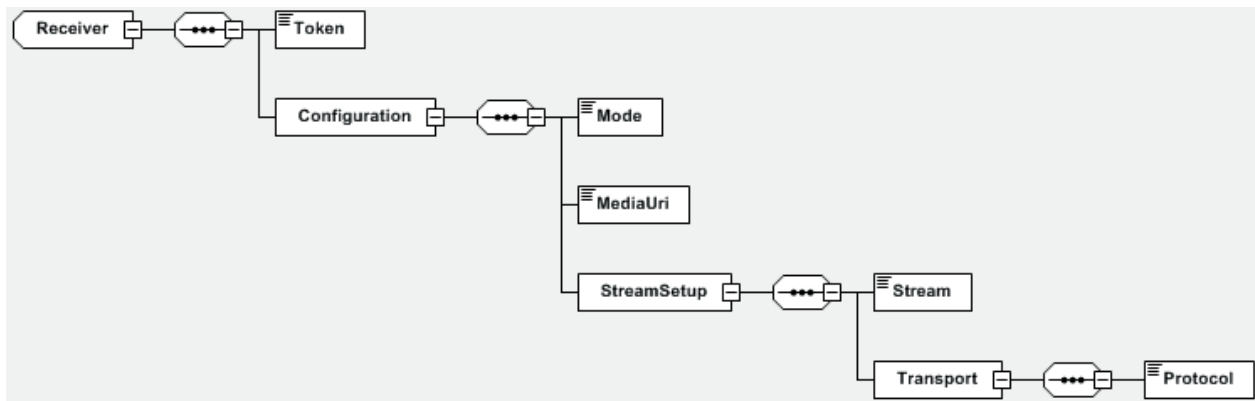 Receiver
Token
Configuration
Mode
MediaUri
StreamSetup
Stream
Transport
Protocol